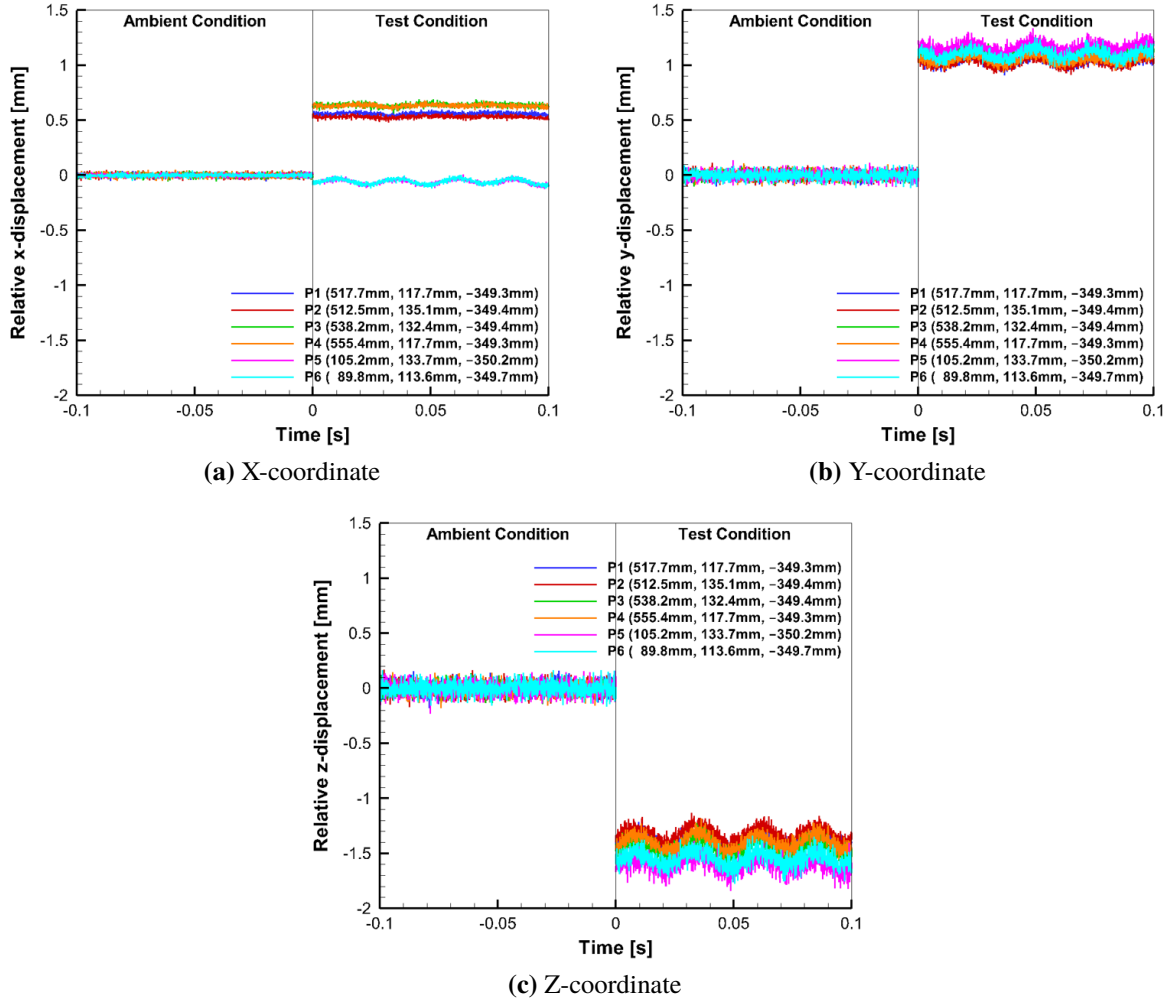 Ambient Condition Test Condition
Relative x-displacement [mm]
1.5
1
0.5
0
-0.5
-1
-1.5
-2
P1 (517.7mm, 117.7mm, −349.3mm)
P2 (512.5mm, 135.1mm, −349.4mm)
P3 (538.2mm, 132.4mm, −349.4mm)
P4 (555.4mm, 117.7mm, −349.3mm)
P5 (105.2mm, 133.7mm, −350.2mm)
P6 ( 89.8mm, 113.6mm, −349.7mm)
-0.1 -0.05 0 0.05 0.1
Time [s]
(a) X-coordinate
Ambient Condition Test Condition
Relative y-displacement [mm]
1.5
1
0.5
0
-0.5
-1
-1.5
-2
P1 (517.7mm, 117.7mm, −349.3mm)
P2 (512.5mm, 135.1mm, −349.4mm)
P3 (538.2mm, 132.4mm, −349.4mm)
P4 (555.4mm, 117.7mm, −349.3mm)
P5 (105.2mm, 133.7mm, −350.2mm)
P6 ( 89.8mm, 113.6mm, −349.7mm)
-0.1 -0.05 0 0.05 0.1
Time [s]
(b) Y-coordinate
Ambient Condition Test Condition
Relative z-displacement [mm]
1.5
1
0.5
0
-0.5
-1
-1.5
-2
P1 (517.7mm, 117.7mm, −349.3mm)
P2 (512.5mm, 135.1mm, −349.4mm)
P3 (538.2mm, 132.4mm, −349.4mm)
P4 (555.4mm, 117.7mm, −349.3mm)
P5 (105.2mm, 133.7mm, −350.2mm)
P6 ( 89.8mm, 113.6mm, −349.7mm)
-0.1 -0.05 0 0.05 0.1
Time [s]
(c) Z-coordinate